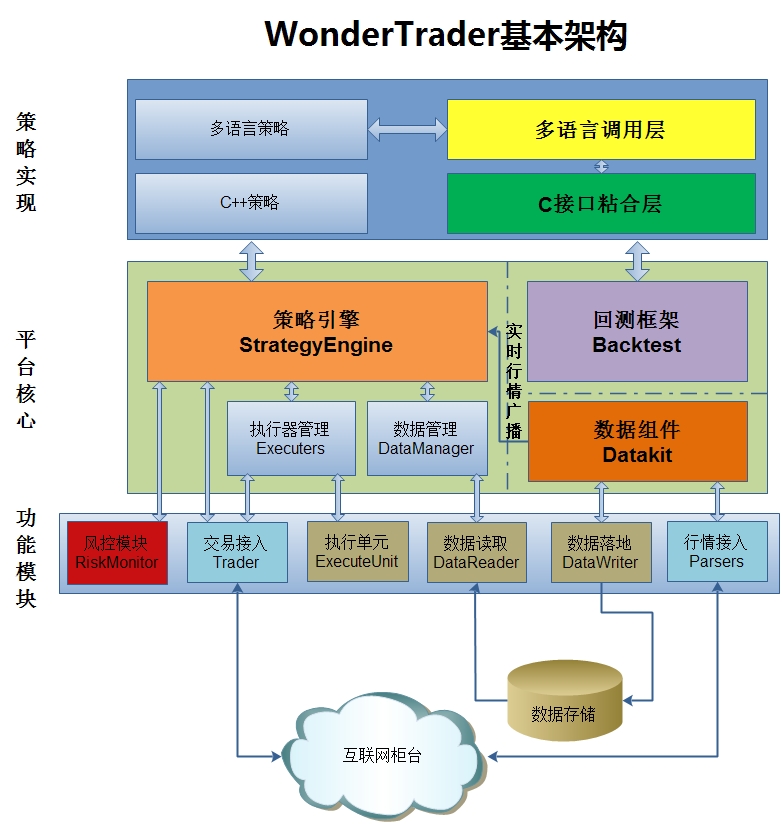 WonderTrader基本架构
策略实现
多语言策略
多语言调用层
C++策略
C接口粘合层
平台核心
策略引擎
StrategyEngine
实时行情广播
回测框架
Backtest
执行器管理
Executers
数据管理
DataManager
数据组件
Datakit
功能模块
风控模块
RiskMonitor
交易接入
Trader
执行单元
ExecuteUnit
数据读取
DataReader
数据落地
DataWriter
行情接入
Parsers
数据存储
互联网柜台